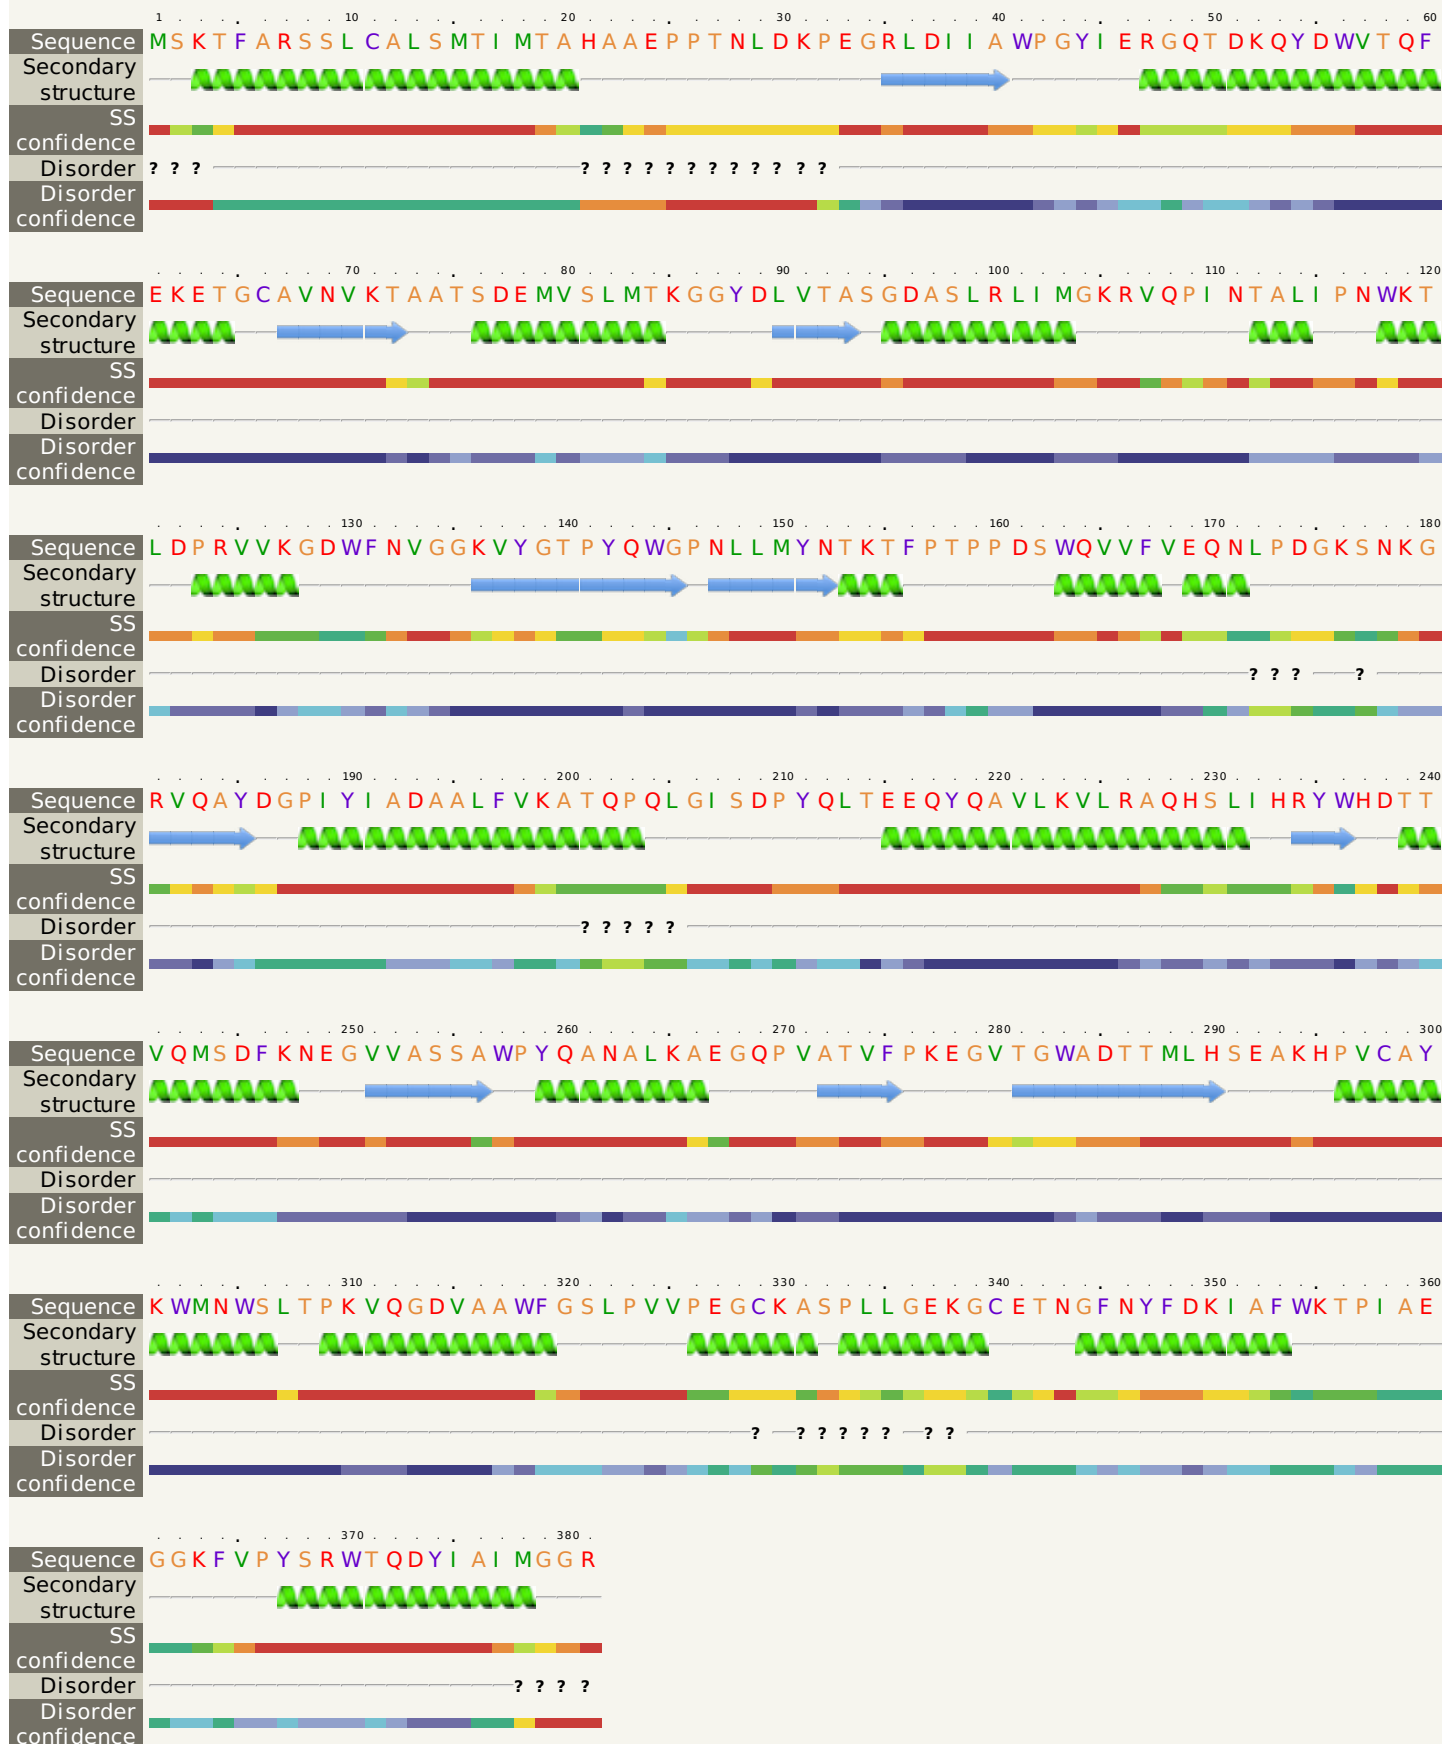 1 10 20 30 40 50 60
Sequence MSKTFARSSLCALSMTIMTAHAAEPPTNLDKPEGRLDIIAWPGYIERGQTDKQYDWVTQF
Secondary
structure
SS
confidence
Disorder ? ? ? ? ? ? ? ? ? ? ? ? ? ? ?
Disorder
confidence
70 80 90 100 110 120
Sequence EKETGCAVNVKTAATSDEMVSLMTKGGYDLVTASGDASLRLIMGKRVQPINTALIPNWKT
Secondary
structure
SS
confidence
Disorder
Disorder
confidence
130 140 150 160 170 180
Sequence LDPRVVKGDWFNVGGKVYGTPYQWGPNLLMYNTKTFPTPPDSWQVVFVEQNLPDGKSNKG
Secondary
structure
SS
confidence
Disorder ? ? ? ?
Disorder
confidence
190 200 210 220 230 240
Sequence RVQAYDGPIYIADAALFVKATQPQLGISDPYQLTEEQYQAVLKVLRAQHSLIHRYWHDTT
Secondary
structure
SS
confidence
Disorder ? ? ? ? ?
Disorder
confidence
250 260 270 280 290 300
Sequence VQMSDFKNEGVVASSAWPYQANALKAEGQPVATVFPKEGVTGWADTTMLHSEAKHPVCAY
Secondary
structure
SS
confidence
Disorder
Disorder
confidence
310 320 330 340 350 360
Sequence KWMNWSLTPKVQGDVAAWFGSLPVVPEGCKASPLLGEKGCETNGFNYFDKIAFWKTPIAE
Secondary
structure
SS
confidence
Disorder ? ? ? ? ? ? ? ?
Disorder
confidence
370 380
Sequence GGKFVPYSRWTQDYIAIMGGR
Secondary
structure
SS
confidence
Disorder ? ? ? ?
Disorder
confidence